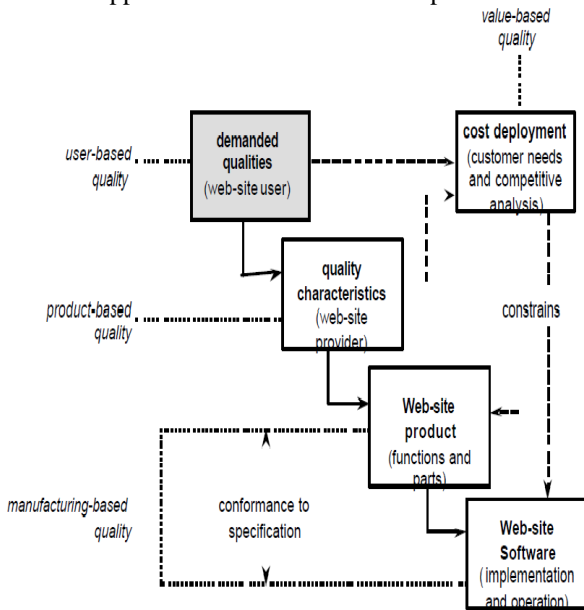 value-based
quality
demanded
qualities
(web-site user)
cost deployment
(customer needs
and competitive
analysis)
user-based
quality
quality
characteristics
(web-site
provider)
product-based
quality
constrains
Web-site
product
(functions and
parts)
manufacturing-based
quality
conformance to
specification
Web-site
Software
(implementation
and operation)